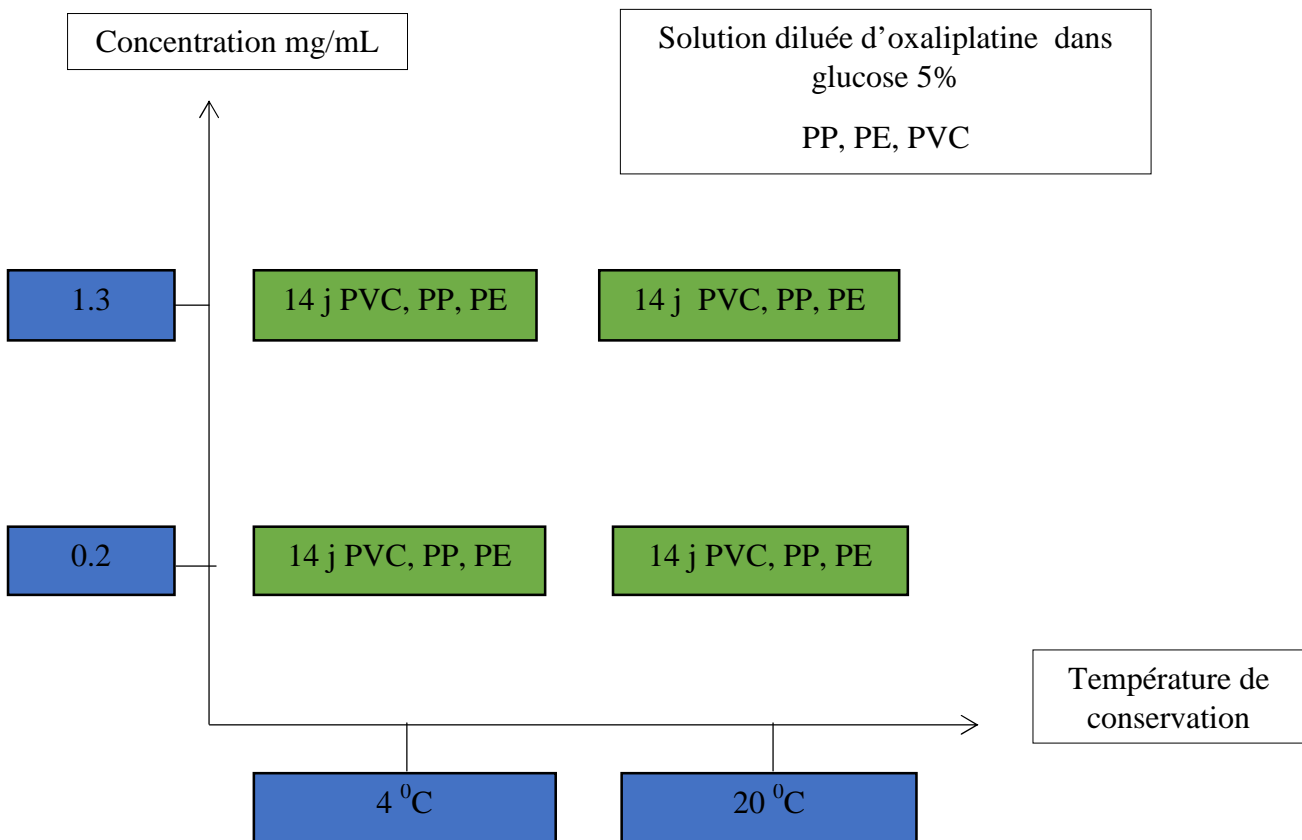 Concentration mg/mL
Solution diluée d'oxaliplatine dans
glucose 5%
PP, PE, PVC
1.3
14 j PVC, PP, PE
14 j PVC, PP, PE
0.2
14 j PVC, PP, PE
14 j PVC, PP, PE
Température de
conservation
4 ⁰C
20 ⁰C